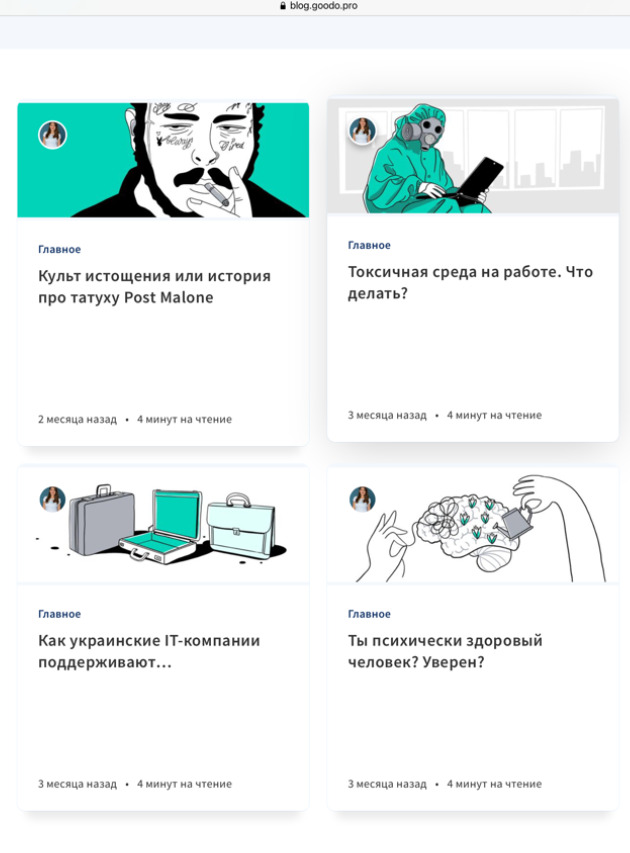 blog.goodo.pro
Always
Tired
Главное
Культ истощения или история
про татуху Post Malone
2 месяца назад • 4 минут на чтение
Главное
Токсичная среда на работе. Что
делать?
3 месяца назад • 4 минут на чтение
Главное
Как украинские IT-компании
поддерживают...
3 месяца назад • 4 минут на чтение
Главное
Ты психически здоровый
человек? Уверен?
3 месяца назад • 4 минут на чтение